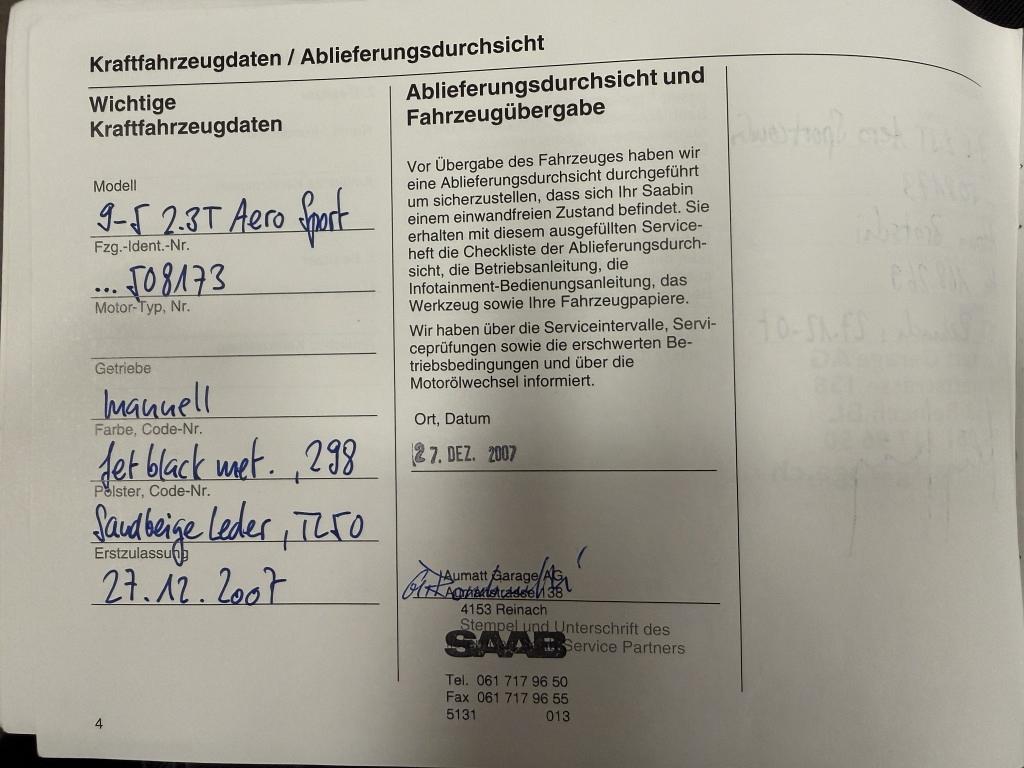 Kraftfahrzeugdaten / Ablieferungsdurchsicht
Wichtige
Kraftfahrzeugdaten
Modell
9-5 2.3T Aero Sport
Fzg.-Ident.-Nr.
... 508173
Motor-Typ, Nr.
Getriebe
manuell
Farbe, Code-Nr.
Jet black met. , 298
Polster, Code-Nr.
Sandbeige Leder, TL50
Erstzulassung
27.12.2007
4
Ablieferungsdurchsicht und
Fahrzeugübergabe
Vor Übergabe des Fahrzeuges haben wir
eine Ablieferungsdurchsicht durchgeführt
um sicherzustellen, dass sich Ihr Saabin
einem einwandfreien Zustand befindet. Sie
erhalten mit diesem ausgefüllten Service-
heft die Checkliste der Ablieferungsdurch-
sicht, die Betriebsanleitung, die
Infotainment-Bedienungsanleitung, das
Werkzeug sowie Ihre Fahrzeugpapiere.
Wir haben über die Serviceintervalle, Servi-
ceprüfungen sowie die erschwerten Be-
triebsbedingungen und über die
Motorölwechsel informiert.
Ort, Datum
27. DEZ. 2007
Aumatt Garage AG
138
4153 Reinach
Stempel und Unterschrift des
SAAB Service Partners
Tel. 061 717 96 50
Fax 061 717 96 55
5131 013